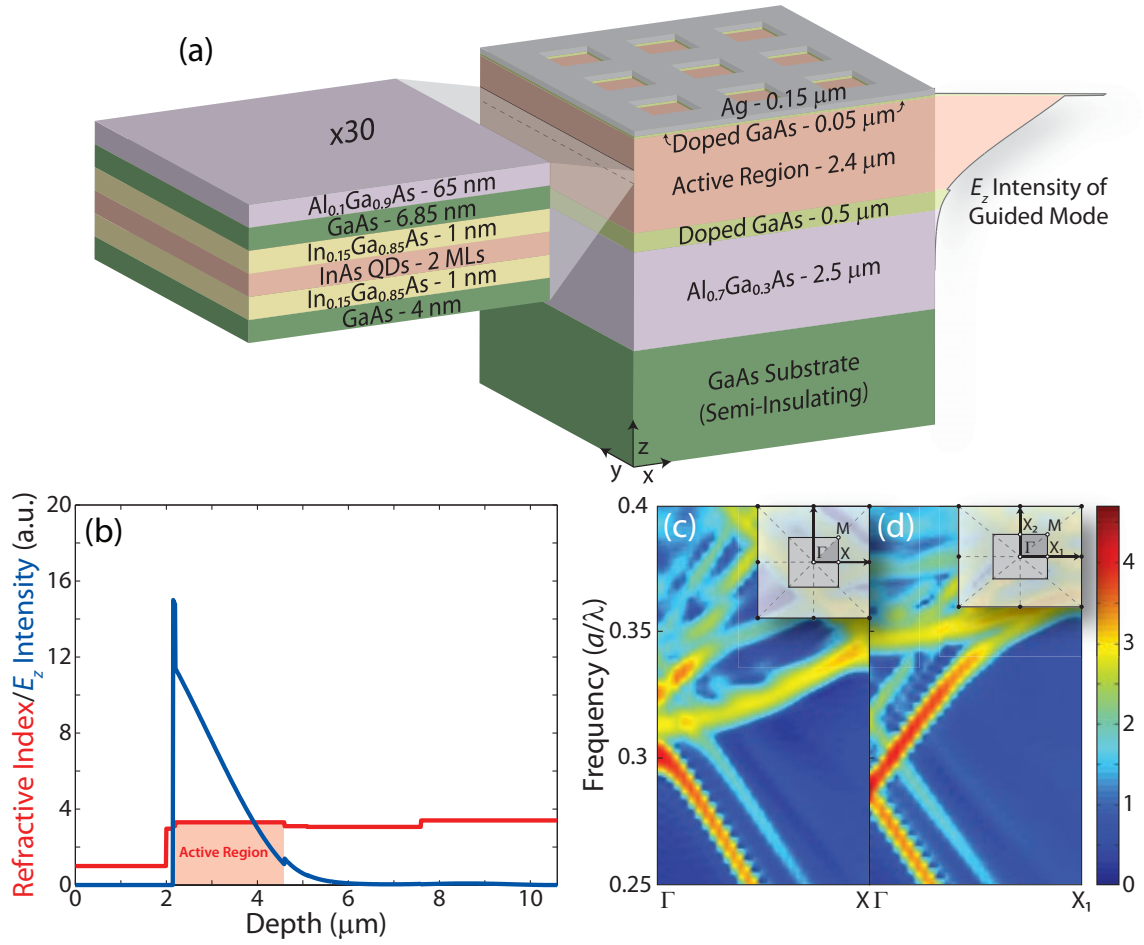 (a)
x30
Al₀.₁Ga₀.₉As - 65 nm
GaAs - 6.85 nm
In₀.₁₅Ga₀.₈₅As - 1 nm
InAs QDs - 2 MLs
In₀.₁₅Ga₀.₈₅As - 1 nm
GaAs - 4 nm
Ag - 0.15 μm
Doped GaAs - 0.05 μm
Active Region - 2.4 μm
Doped GaAs - 0.5 μm
Al₀.₇Ga₀.₃As - 2.5 μm
GaAs Substrate
(Semi-Insulating)
z
y
x
E_z Intensity of
Guided Mode
(b)
Refractive Index/E_z Intensity (a.u.)
20
16
12
8
4
0
Active Region
0 2 4 6 8 10
Depth (μm)
(c)
Frequency (a/λ)
0.4
0.35
0.3
0.25
M
Γ X
Γ X
(d)
X₂ M
Γ X₁
Γ X₁
4
3
2
1
0